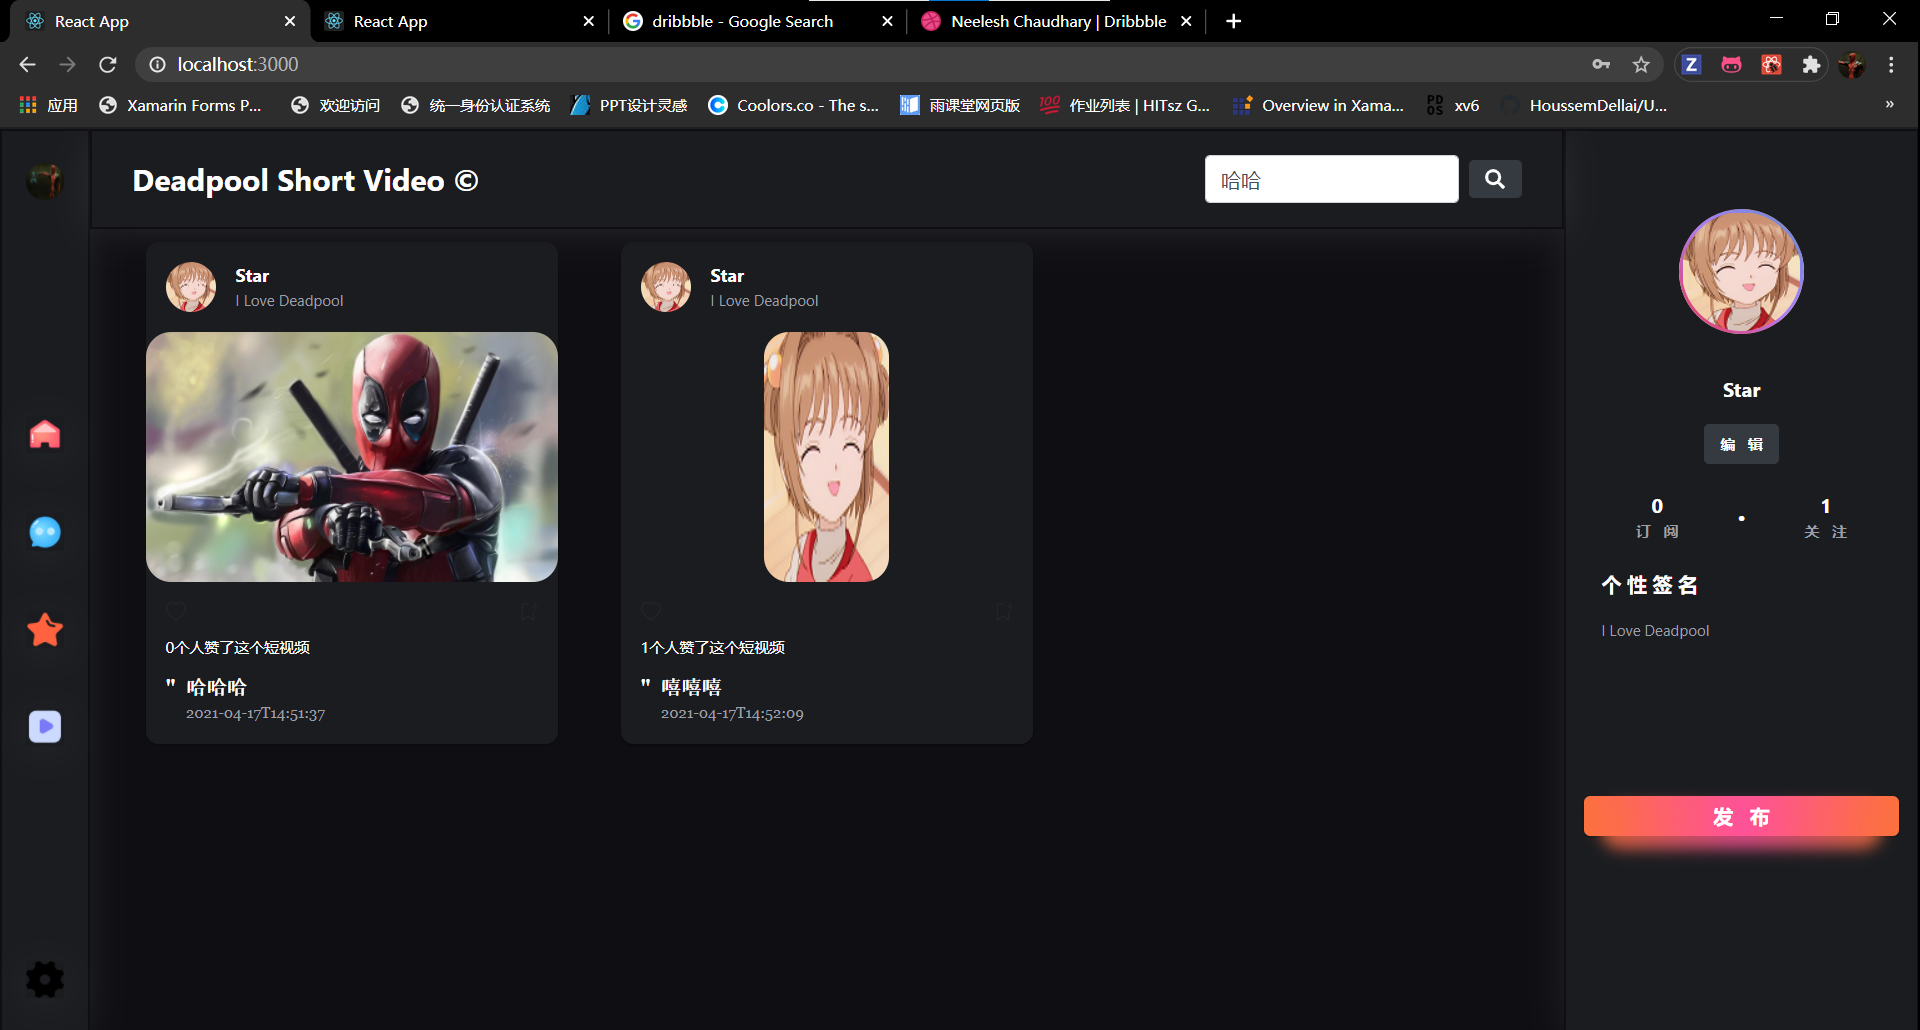 React App
React App
dribbble - Google Search
Neelesh Chaudhary | Dribbble
localhost:3000
应用
Xamarin Forms P...
欢迎访问
统一身份认证系统
PPT设计灵感
Coolors.co - The s...
雨课堂网页版
作业列表 | HITsz G...
Overview in Xama...
xv6
HoussemDellai/U...
»
Deadpool Short Video ©
哈哈
Star
I Love Deadpool
0个人赞了这个短视频
" 哈哈哈
2021-04-17T14:51:37
Star
I Love Deadpool
1个人赞了这个短视频
" 嘻嘻嘻
2021-04-17T14:52:09
Star
编 辑
0
订 阅
•
1
关 注
个性签名
I Love Deadpool
发 布